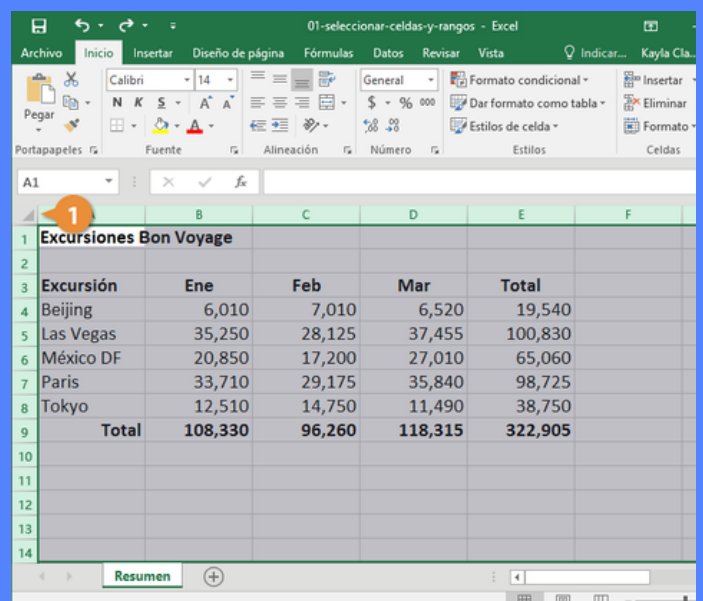 01-seleccionar-celdas-y-rangos - Excel
Archivo Inicio Insertar Diseño de página Fórmulas Datos Revisar Vista Indicar... Kayla Cla...
Pegar
Calibri 14
General
Formato condicional
Insertar
N K S A A
$ % 000
Dar formato como tabla
Eliminar
A
Estilos de celda
Formato
Portapapeles Fuente Alineación Número Estilos Celdas
A1 fx
1
A B C D E F
1 Excursiones Bon Voyage
2
3 Excursión Ene Feb Mar Total
4 Beijing 6,010 7,010 6,520 19,540
5 Las Vegas 35,250 28,125 37,455 100,830
6 México DF 20,850 17,200 27,010 65,060
7 Paris 33,710 29,175 35,840 98,725
8 Tokyo 12,510 14,750 11,490 38,750
9 Total 108,330 96,260 118,315 322,905
10
11
12
13
14
Resumen